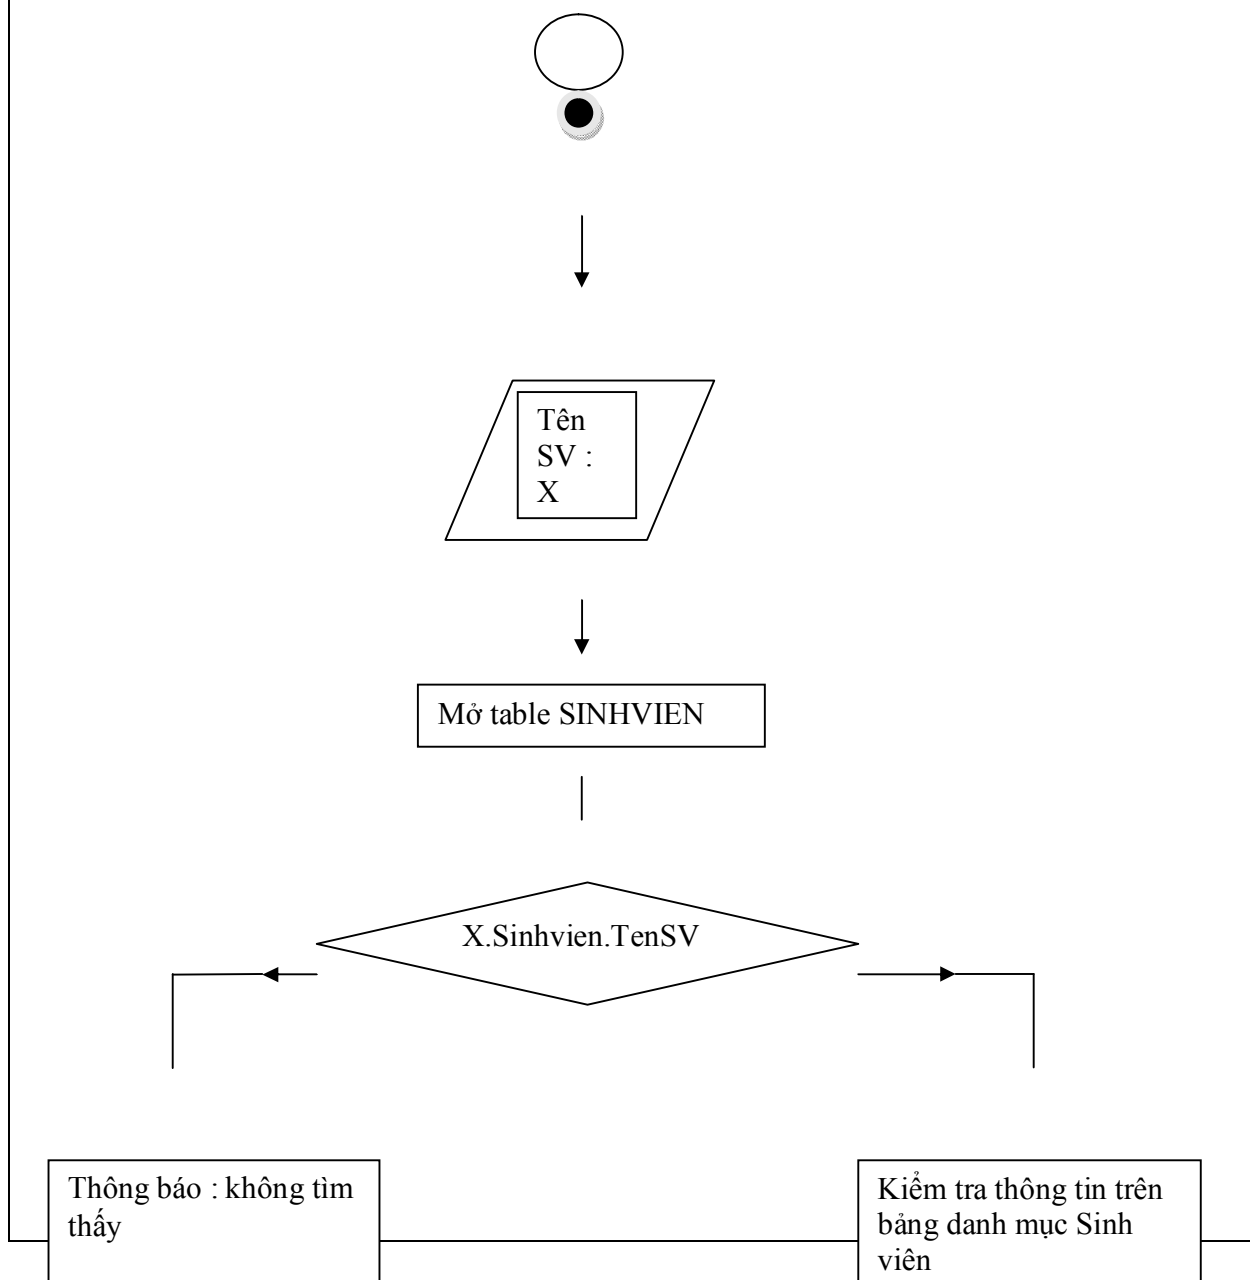 Tên
SV :
X
Mở table SINHVIEN
X.Sinhvien.TenSV
Thông báo : không tìm
thấy
Kiểm tra thông tin trên
bảng danh mục Sinh
viên